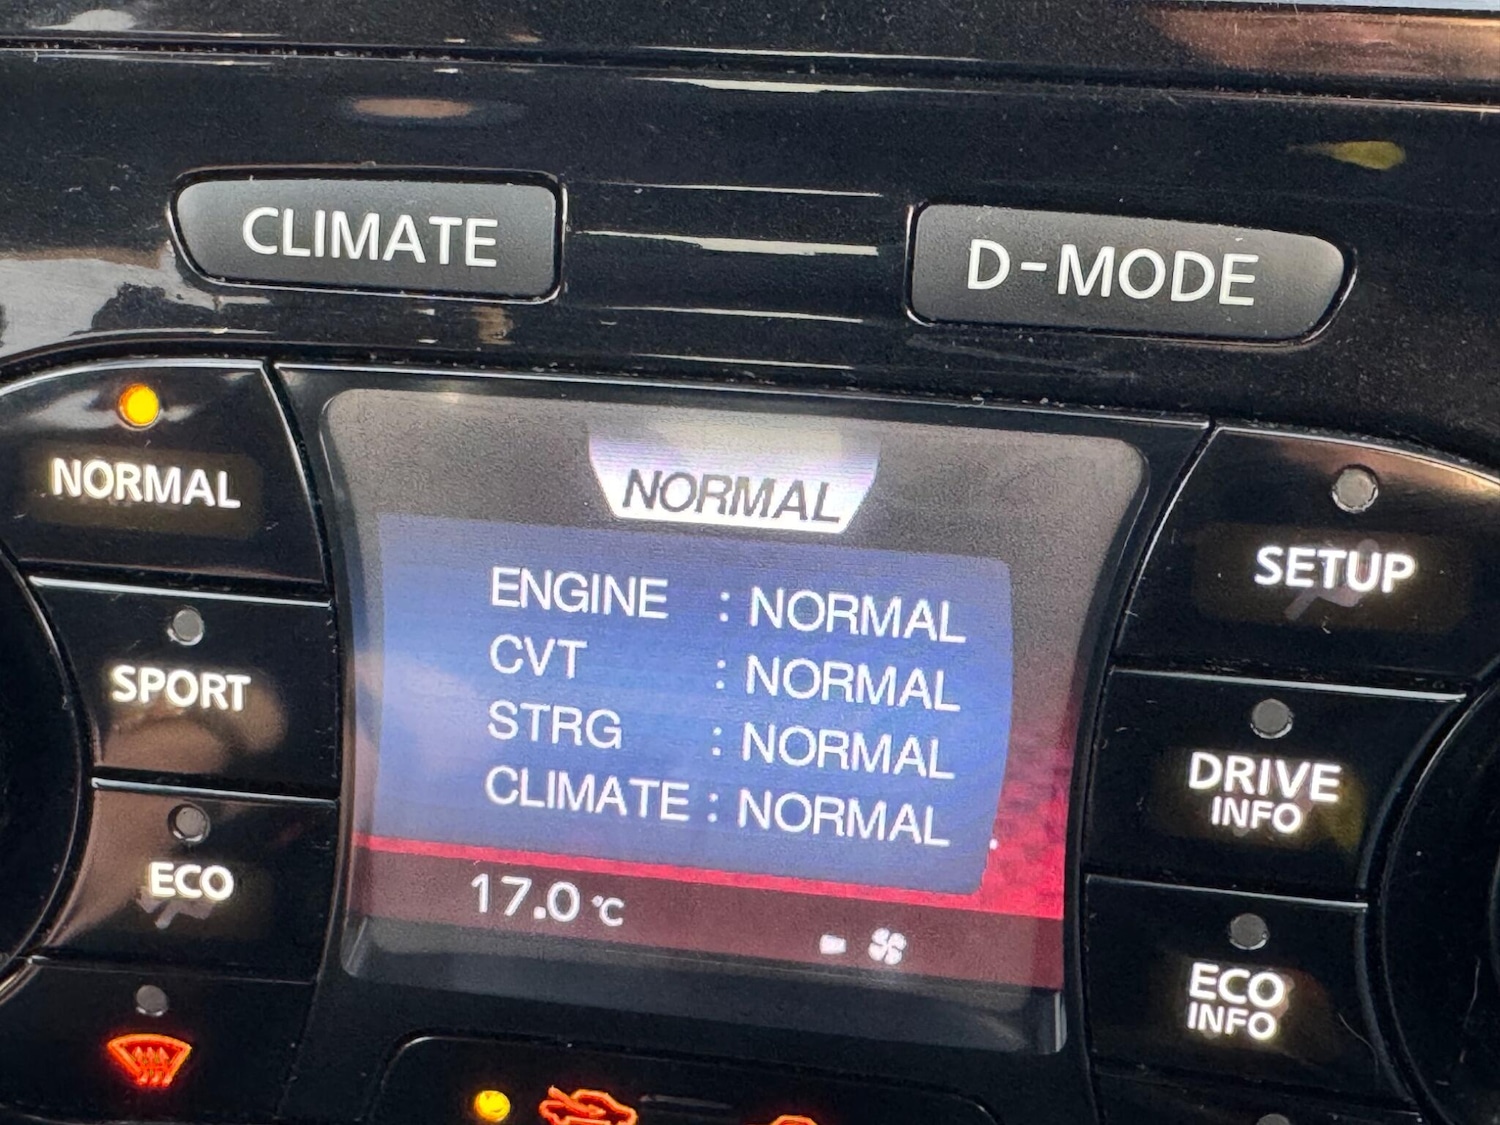 CLIMATE
D-MODE
NORMAL
NORMAL
SETUP
ENGINE : NORMAL
CVT : NORMAL
STRG : NORMAL
CLIMATE : NORMAL
SPORT
DRIVE
INFO
ECO
17.0 °C
ECO
INFO